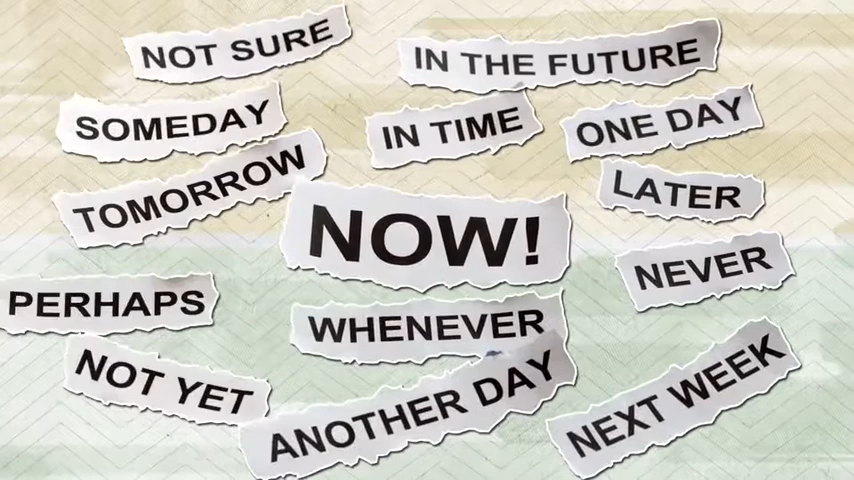 NOT SURE
IN THE FUTURE
SOMEDAY
IN TIME
ONE DAY
TOMORROW
LATER
NOW!
NEVER
PERHAPS
WHENEVER
NOT YET
ANOTHER DAY
NEXT WEEK